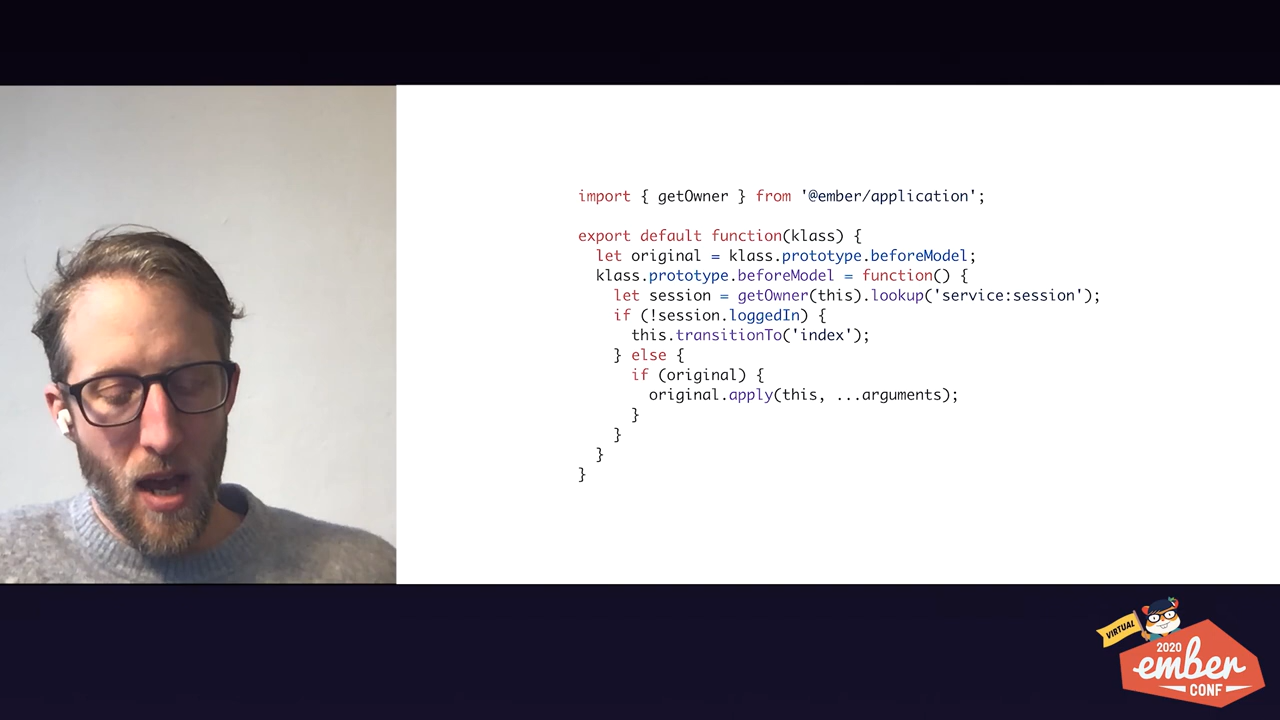 import { getOwner } from '@ember/application';
export default function(klass) {
let original = klass.prototype.beforeModel;
klass.prototype.beforeModel = function() {
let session = getOwner(this).lookup('service:session');
if (!session.loggedIn) {
this.transitionTo('index');
} else {
if (original) {
original.apply(this, ...arguments);
}
}
}
}
VIRTUAL
2020
ember
CONF